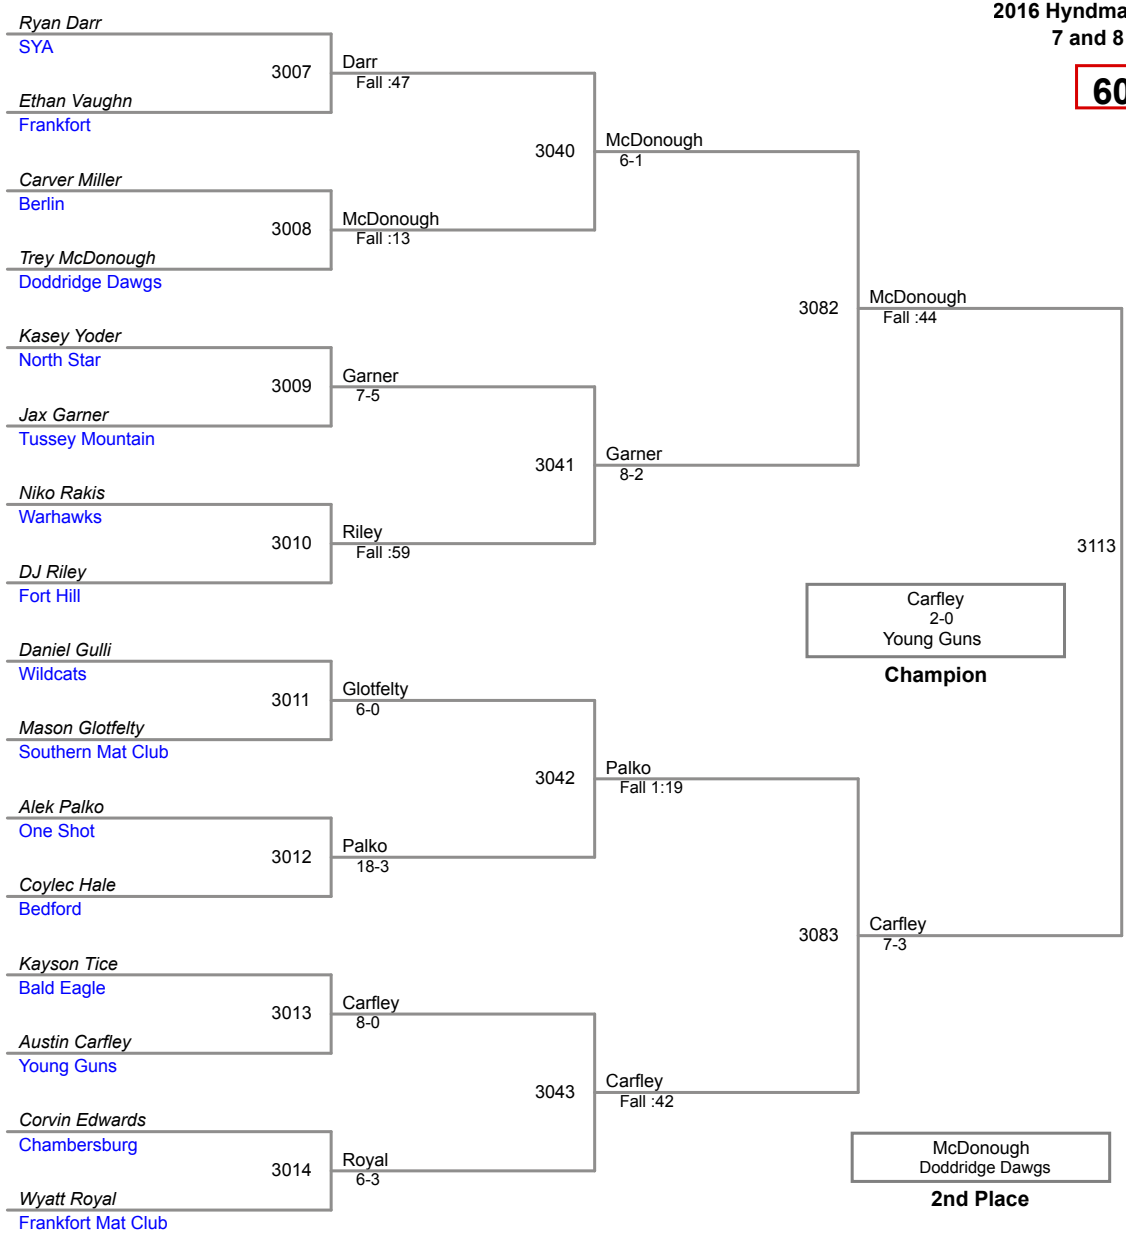 2016 Hyndma
7 and 8
60
Ryan Darr
SYA
3007
Darr
Fall :47
Ethan Vaughn
Frankfort
3040
McDonough
6-1
Carver Miller
Berlin
3008
McDonough
Fall :13
Trey McDonough
Doddridge Dawgs
3082
McDonough
Fall :44
Kasey Yoder
North Star
3009
Garner
7-5
Jax Garner
Tussey Mountain
3041
Garner
8-2
Niko Rakis
Warhawks
3010
Riley
Fall :59
DJ Riley
Fort Hill
3113
Carfley
2-0
Young Guns
Champion
Daniel Gulli
Wildcats
3011
Glotfelty
6-0
Mason Glotfelty
Southern Mat Club
3042
Palko
Fall 1:19
Alek Palko
One Shot
3012
Palko
18-3
Coylec Hale
Bedford
3083
Carfley
7-3
Kayson Tice
Bald Eagle
3013
Carfley
8-0
Austin Carfley
Young Guns
3043
Carfley
Fall :42
Corvin Edwards
Chambersburg
3014
Royal
6-3
Wyatt Royal
Frankfort Mat Club
McDonough
Doddridge Dawgs
2nd Place